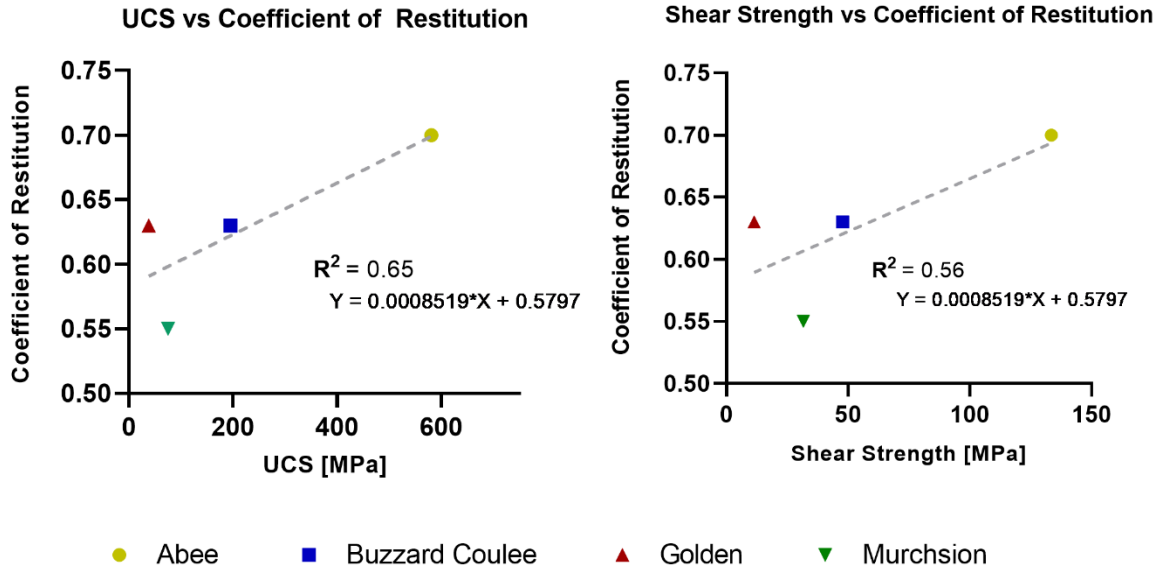 UCS vs Coefficient of Restitution
Coefficient of Restitution
0.75
0.70
0.65
0.60
0.55
0.50
R² = 0.65
Y = 0.0008519*X + 0.5797
0 200 400 600
UCS [MPa]
Shear Strength vs Coefficient of Restitution
Coefficient of Restitution
0.75
0.70
0.65
0.60
0.55
0.50
R² = 0.56
Y = 0.0008519*X + 0.5797
0 50 100 150
Shear Strength [MPa]
Abee Buzzard Coulee Golden Murchsion